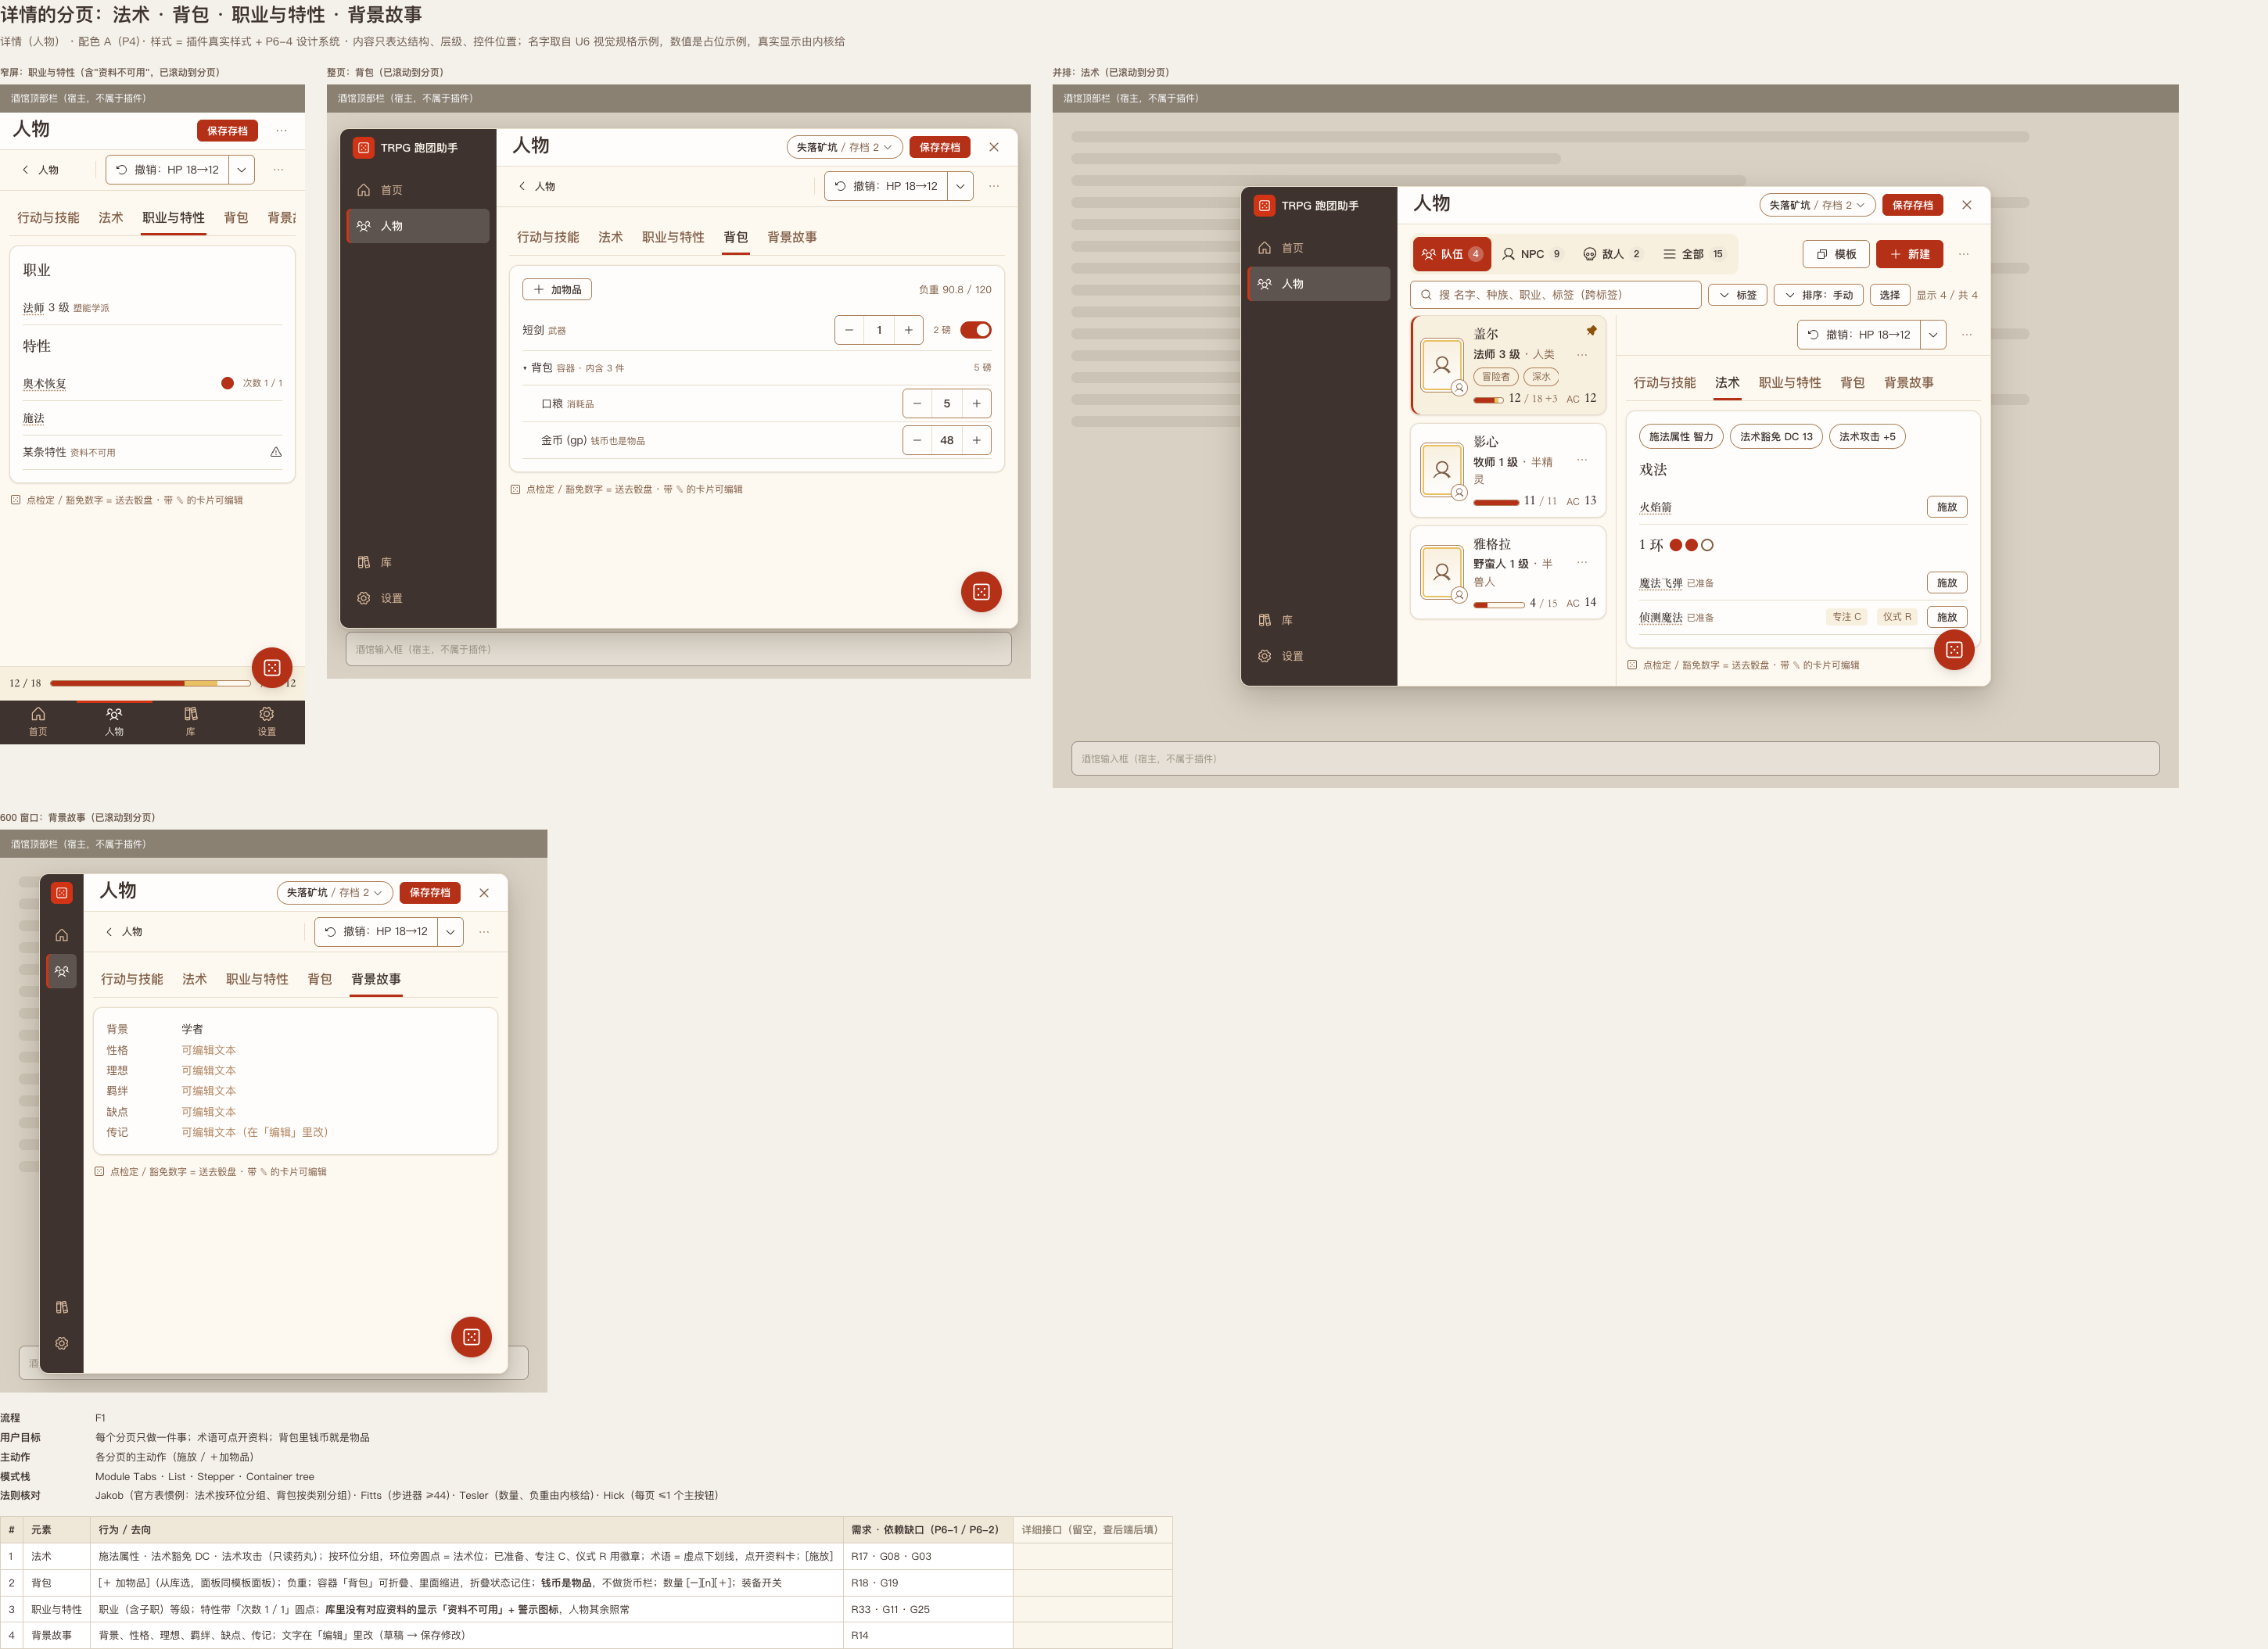 详情的分页：法术 · 背包 · 职业与特性 · 背景故事
详情（人物） · 配色 A（P4）· 样式 = 插件真实样式 + P6-4 设计系统 · 内容只表达结构、层级、控件位置；名字取自 U6 视觉规格示例，数值是占位示例，真实显示由内核给
窄屏：职业与特性（含"资料不可用"，已滚动到分页）
酒馆顶部栏（宿主，不属于插件）
人物
保存存档
···
人物
撤销：HP 18→12
···
行动与技能 法术 职业与特性 背包
职业
法师 3 级 塑能学派
特性
奥术恢复
次数 1 / 1
施法
某条特性 资料不可用
点检定 / 豁免数字 = 送去骰盘 · 带 ✎ 的卡片可编辑
12 / 18
12
首页
人物
库
设置
整页：背包（已滚动到分页）
酒馆顶部栏（宿主，不属于插件）
TRPG 跑团助手
首页
人物
库
设置
人物
失落矿坑 / 存档 2
保存存档
人物
撤销：HP 18→12
···
行动与技能 法术 职业与特性 背包 背景故事
加物品
负重 90.8 / 120
短剑 武器
1
2 磅
背包 容器 · 内含 3 件
5 磅
口粮 消耗品
5
金币 (gp) 钱币也是物品
48
点检定 / 豁免数字 = 送去骰盘 · 带 ✎ 的卡片可编辑
酒馆输入框（宿主，不属于插件）
并排：法术（已滚动到分页）
酒馆顶部栏（宿主，不属于插件）
TRPG 跑团助手
首页
人物
库
设置
人物
失落矿坑 / 存档 2
保存存档
队伍 4
NPC 9
敌人 2
全部 15
模板
新建
···
搜 名字、种族、职业、标签（跨标签）
标签
排序：手动
选择
显示 4 / 共 4
盖尔
法师 3 级 · 人类
···
冒险者
深水
12 / 18 +3 AC 12
影心
牧师 1 级 · 半精
灵
···
11 / 11 AC 13
雅格拉
野蛮人 1 级 · 半
兽人
···
4 / 15 AC 14
撤销：HP 18→12
···
行动与技能 法术 职业与特性 背包 背景故事
施法属性 智力
法术豁免 DC 13
法术攻击 +5
戏法
火焰箭
施放
1 环
魔法飞弹 已准备
施放
侦测魔法 已准备
专注 C
仪式 R
施放
点检定 / 豁免数字 = 送去骰盘 · 带 ✎ 的卡片可编辑
酒馆输入框（宿主，不属于插件）
600 窗口：背景故事（已滚动到分页）
酒馆顶部栏（宿主，不属于插件）
人物
失落矿坑 / 存档 2
保存存档
人物
撤销：HP 18→12
···
行动与技能 法术 职业与特性 背包 背景故事
背景 学者
性格 可编辑文本
理想 可编辑文本
羁绊 可编辑文本
缺点 可编辑文本
传记 可编辑文本（在「编辑」里改）
点检定 / 豁免数字 = 送去骰盘 · 带 ✎ 的卡片可编辑
流程 F1
用户目标 每个分页只做一件事；术语可点开资料；背包里钱币就是物品
主动作 各分页的主动作（施放 / ＋加物品）
模式栈 Module Tabs · List · Stepper · Container tree
法则核对 Jakob（官方表惯例：法术按环位分组、背包按类别分组）· Fitts（步进器 ≥44）· Tesler（数量、负重由内核给）· Hick（每页 ≤1 个主按钮）
# 元素 行为 / 去向 需求 · 依赖缺口（P6-1 / P6-2） 详细接口（留空，查后端后填）
1 法术 施法属性 · 法术豁免 DC · 法术攻击（只读药丸）；按环位分组，环位旁圆点 = 法术位；已准备、专注 C、仪式 R 用徽章；术语 = 虚点下划线，点开资料卡；[施放] R17 · G08 · G03
2 背包 [＋ 加物品]（从库选，面板同模板面板）；负重；容器「背包」可折叠、里面缩进，折叠状态记住；钱币是物品，不做货币栏；数量 [−][n][＋]；装备开关 R18 · G19
3 职业与特性 职业（含子职）等级；特性带「次数 1 / 1」圆点；库里没有对应资料的显示「资料不可用」+ 警示图标，人物其余照常 R33 · G11 · G25
4 背景故事 背景、性格、理想、羁绊、缺点、传记；文字在「编辑」里改（草稿 → 保存修改） R14